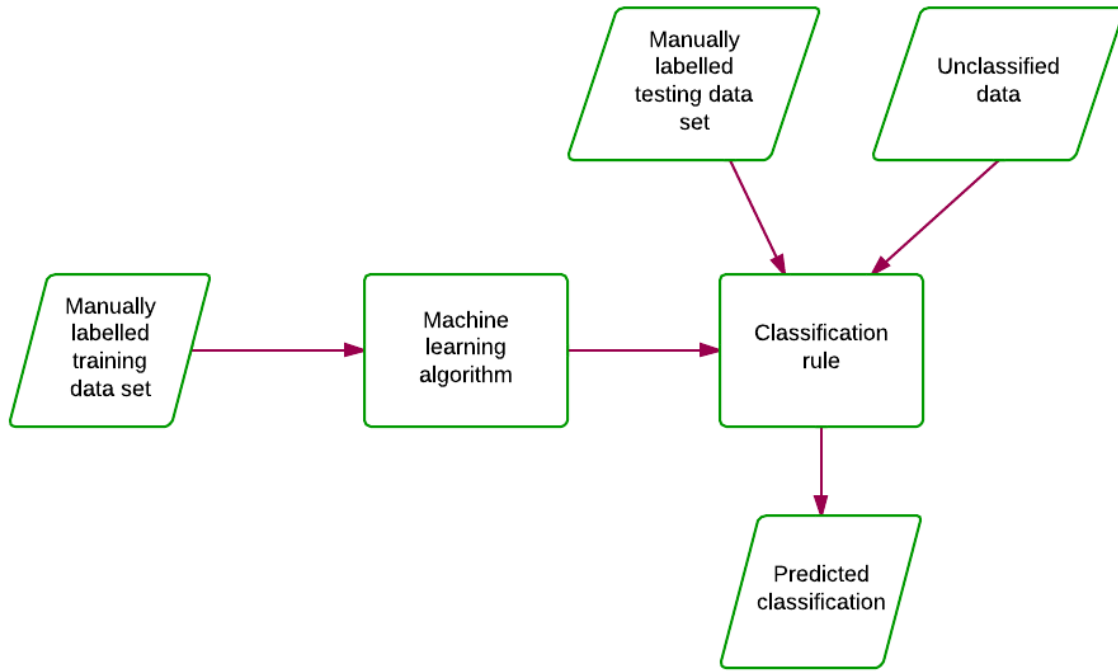 Manually
labelled
testing data
set
Unclassified
data
Manually
labelled
training
data set
Machine
learning
algorithm
Classification
rule
Predicted
classification